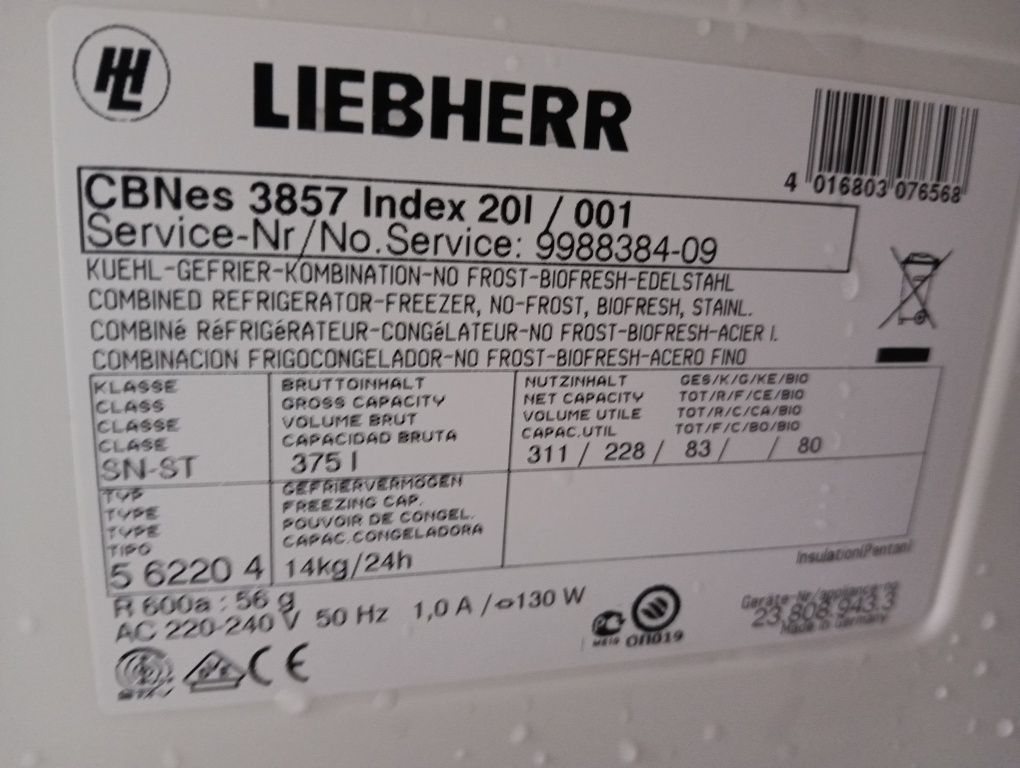 LIEBHERR
4 016803 076568
CBNes 3857 Index 20I / 001
Service-Nr/No.Service: 9988384-09
KUEHL-GEFRIER-KOMBINATION-NO FROST-BIOFRESH-EDELSTAHL
COMBINED REFRIGERATOR-FREEZER, NO-FROST, BIOFRESH, STAINL.
COMBINé RéFRIGéRATEUR-CONGéLATEUR-NO FROST-BIOFRESH-ACIER I.
COMBINACION FRIGOCONGELADOR-NO FROST-BIOFRESH-ACERO FINO
KLASSE
CLASS
CLASSE
CLASE
SN-ST
BRUTTOINHALT
GROSS CAPACITY
VOLUME BRUT
CAPACIDAD BRUTA
375 l
NUTZINHALT GES/K/G/KE/BIO
NET CAPACITY TOT/R/F/CE/BIO
VOLUME UTILE TOT/R/C/CA/BIO
CAPAC.UTIL TOT/F/C/BO/BIO
311 / 228 / 83 / / 80
TYP
TYPE
TYPE
TIPO
5 6220 4
GEFRIERVERMÖGEN
FREEZING CAP.
POUVOIR DE CONGEL.
CAPAC.CONGELADORA
14kg/24h
Insulation(Pentan)
R 600a : 56 g
AC 220-240 V 50 Hz 1,0 A / 130 W
Geräte-Nr/appliance-no
23.808.943.3
Made in Germany
ОП019
CE